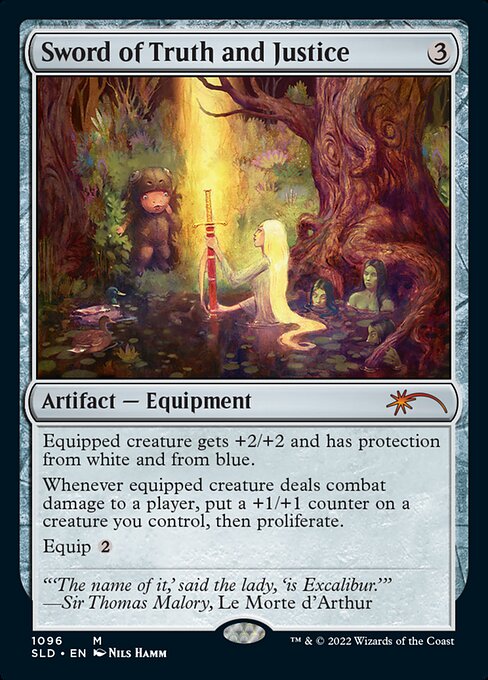 Sword of Truth and Justice 3
Artifact — Equipment
Equipped creature gets +2/+2 and has protection
from white and from blue.
Whenever equipped creature deals combat
damage to a player, put a +1/+1 counter on a
creature you control, then proliferate.
Equip 2
“‘The name of it,’ said the lady, ‘is Excalibur.’”
—Sir Thomas Malory, Le Morte d’Arthur
1096 M
SLD • EN Nils Hamm
™ & © 2022 Wizards of the Coast